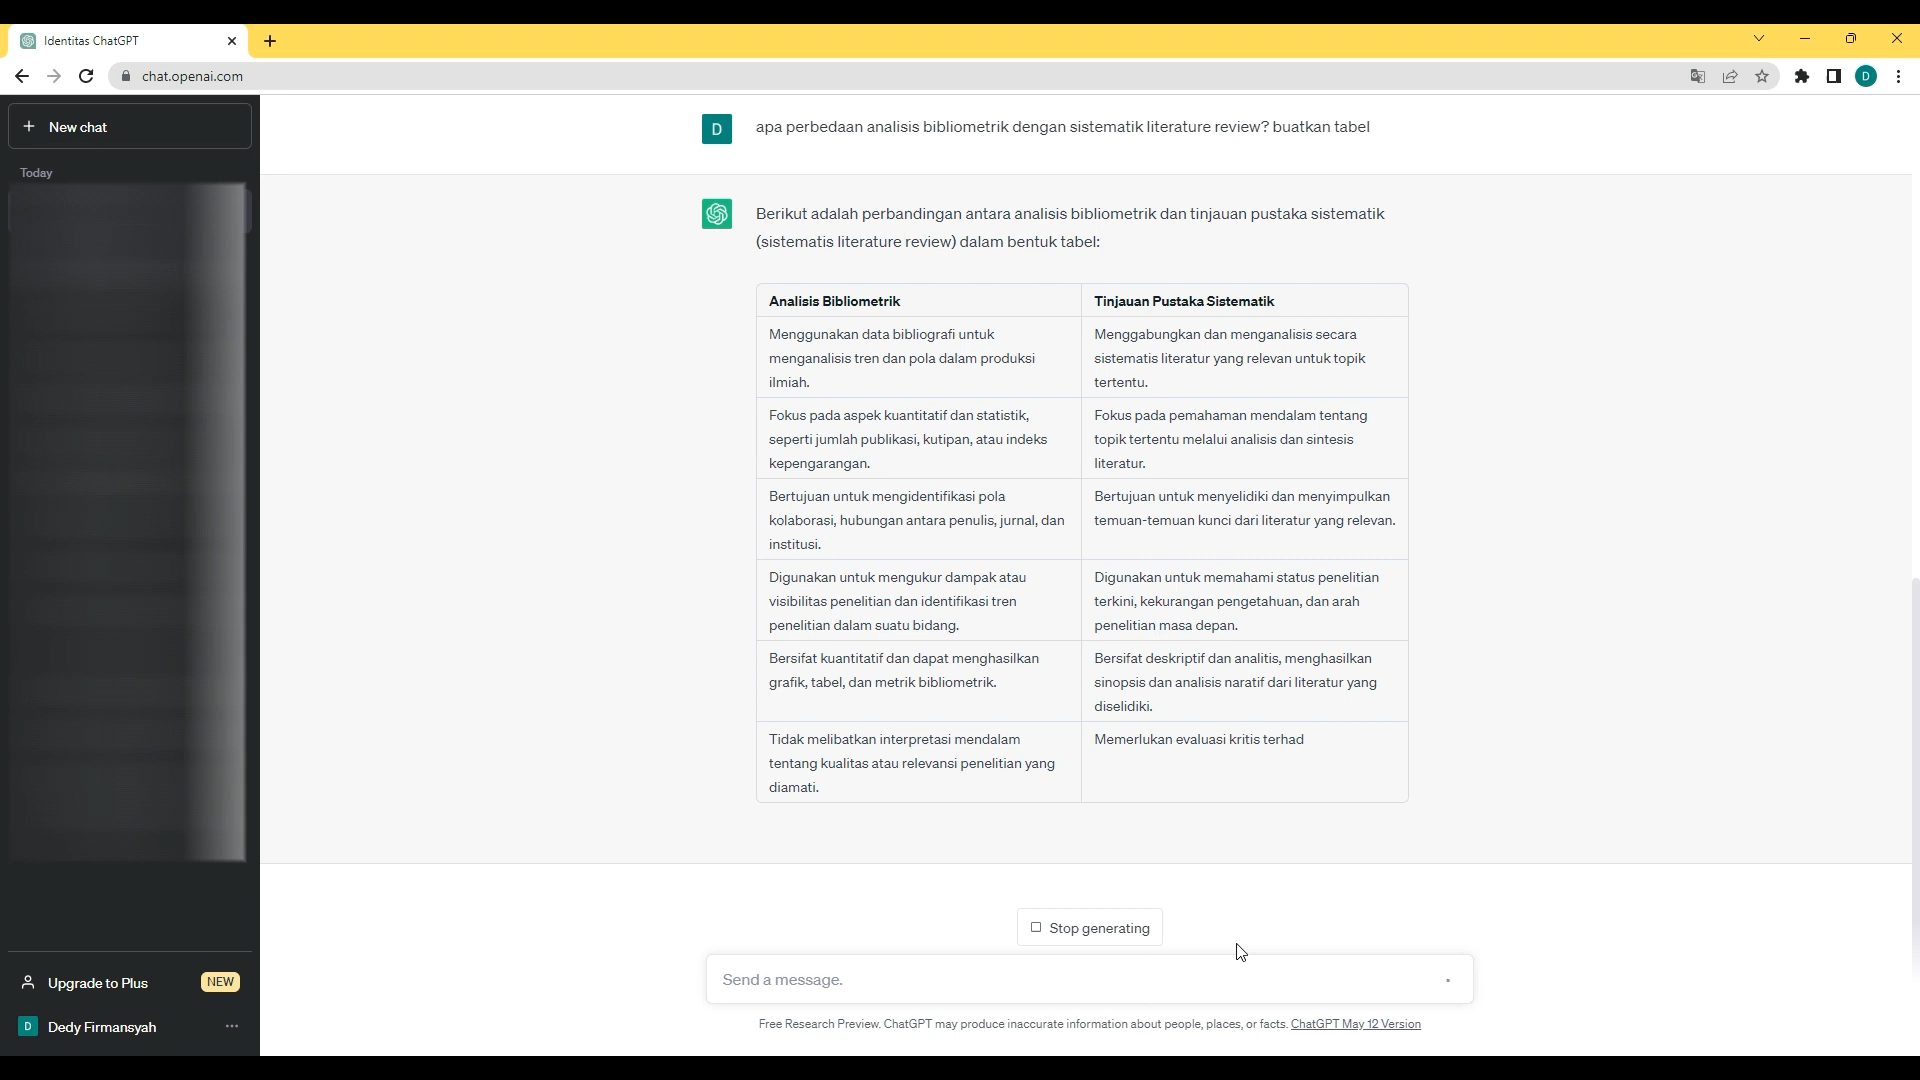 Identitas ChatGPT
chat.openai.com
D
New chat
Today
D
apa perbedaan analisis bibliometrik dengan sistematik literature review? buatkan tabel
Berikut adalah perbandingan antara analisis bibliometrik dan tinjauan pustaka sistematik
(sistematis literature review) dalam bentuk tabel:
Analisis Bibliometrik
Tinjauan Pustaka Sistematik
Menggunakan data bibliografi untuk
menganalisis tren dan pola dalam produksi
ilmiah.
Menggabungkan dan menganalisis secara
sistematis literatur yang relevan untuk topik
tertentu.
Fokus pada aspek kuantitatif dan statistik,
seperti jumlah publikasi, kutipan, atau indeks
kepengarangan.
Fokus pada pemahaman mendalam tentang
topik tertentu melalui analisis dan sintesis
literatur.
Bertujuan untuk mengidentifikasi pola
kolaborasi, hubungan antara penulis, jurnal, dan
institusi.
Bertujuan untuk menyelidiki dan menyimpulkan
temuan-temuan kunci dari literatur yang relevan.
Digunakan untuk mengukur dampak atau
visibilitas penelitian dan identifikasi tren
penelitian dalam suatu bidang.
Digunakan untuk memahami status penelitian
terkini, kekurangan pengetahuan, dan arah
penelitian masa depan.
Bersifat kuantitatif dan dapat menghasilkan
grafik, tabel, dan metrik bibliometrik.
Bersifat deskriptif dan analitis, menghasilkan
sinopsis dan analisis naratif dari literatur yang
diselidiki.
Tidak melibatkan interpretasi mendalam
tentang kualitas atau relevansi penelitian yang
diamati.
Memerlukan evaluasi kritis terhad
Stop generating
Send a message.
Free Research Preview. ChatGPT may produce inaccurate information about people, places, or facts. ChatGPT May 12 Version
Upgrade to Plus
NEW
D
Dedy Firmansyah